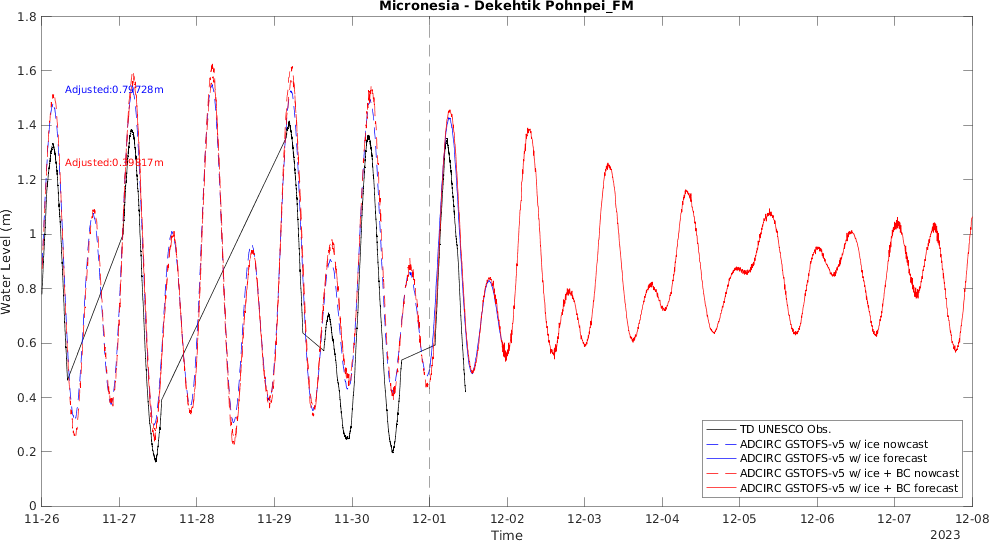 Micronesia - Dekehtik Pohnpei_FM
1.8
1.6
1.4
1.2
1
0.8
0.6
0.4
0.2
0
Water Level (m)
Adjusted:0.79728m
TD UNESCO Obs.
ADCIRC GSTOFS-v5 w/ ice nowcast
ADCIRC GSTOFS-v5 w/ ice forecast
ADCIRC GSTOFS-v5 w/ ice + BC nowcast
ADCIRC GSTOFS-v5 w/ ice + BC forecast
11-26 11-27 11-28 11-29 11-30 12-01 12-02 12-03 12-04 12-05 12-06 12-07 12-08
Time
2023